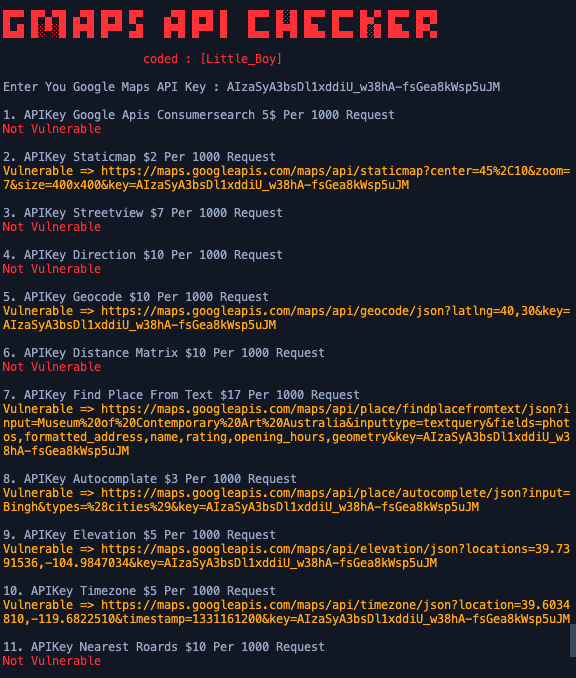 GMAPS API CHECKER
coded : [Little_Boy]
Enter You Google Maps API Key : AIzaSyA3bsDl1xddiU_w38hA-fsGea8kWsp5uJM
1. APIKey Google Apis Consumersearch 5$ Per 1000 Request
Not Vulnerable
2. APIKey Staticmap $2 Per 1000 Request
Vulnerable => https://maps.googleapis.com/maps/api/staticmap?center=45%2C10&zoom=
7&size=400x400&key=AIzaSyA3bsDl1xddiU_w38hA-fsGea8kWsp5uJM
3. APIKey Streetview $7 Per 1000 Request
Not Vulnerable
4. APIKey Direction $10 Per 1000 Request
Not Vulnerable
5. APIKey Geocode $10 Per 1000 Request
Vulnerable => https://maps.googleapis.com/maps/api/geocode/json?latlng=40,30&key=
AIzaSyA3bsDl1xddiU_w38hA-fsGea8kWsp5uJM
6. APIKey Distance Matrix $10 Per 1000 Request
Not Vulnerable
7. APIKey Find Place From Text $17 Per 1000 Request
Vulnerable => https://maps.googleapis.com/maps/api/place/findplacefromtext/json?i
nput=Museum%20of%20Contemporary%20Art%20Australia&inputtype=textquery&fields=phot
os,formatted_address,name,rating,opening_hours,geometry&key=AIzaSyA3bsDl1xddiU_w3
8hA-fsGea8kWsp5uJM
8. APIKey Autocomplate $3 Per 1000 Request
Vulnerable => https://maps.googleapis.com/maps/api/place/autocomplete/json?input=
Bingh&types=%28cities%29&key=AIzaSyA3bsDl1xddiU_w38hA-fsGea8kWsp5uJM
9. APIKey Elevation $5 Per 1000 Request
Vulnerable => https://maps.googleapis.com/maps/api/elevation/json?locations=39.73
91536,-104.9847034&key=AIzaSyA3bsDl1xddiU_w38hA-fsGea8kWsp5uJM
10. APIKey Timezone $5 Per 1000 Request
Vulnerable => https://maps.googleapis.com/maps/api/timezone/json?location=39.6034
810,-119.6822510&timestamp=1331161200&key=AIzaSyA3bsDl1xddiU_w38hA-fsGea8kWsp5uJM
11. APIKey Nearest Roards $10 Per 1000 Request
Not Vulnerable